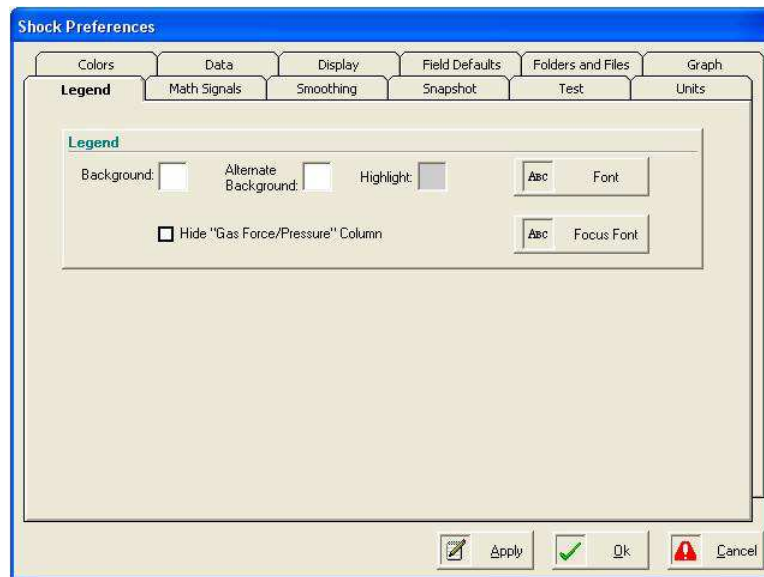 Shock Preferences
Colors Data Display Field Defaults Folders and Files Graph
Legend Math Signals Smoothing Snapshot Test Units
Legend
Background: Alternate Background: Highlight: ABC Font
Hide "Gas Force/Pressure" Column ABC Focus Font
Apply Ok Cancel